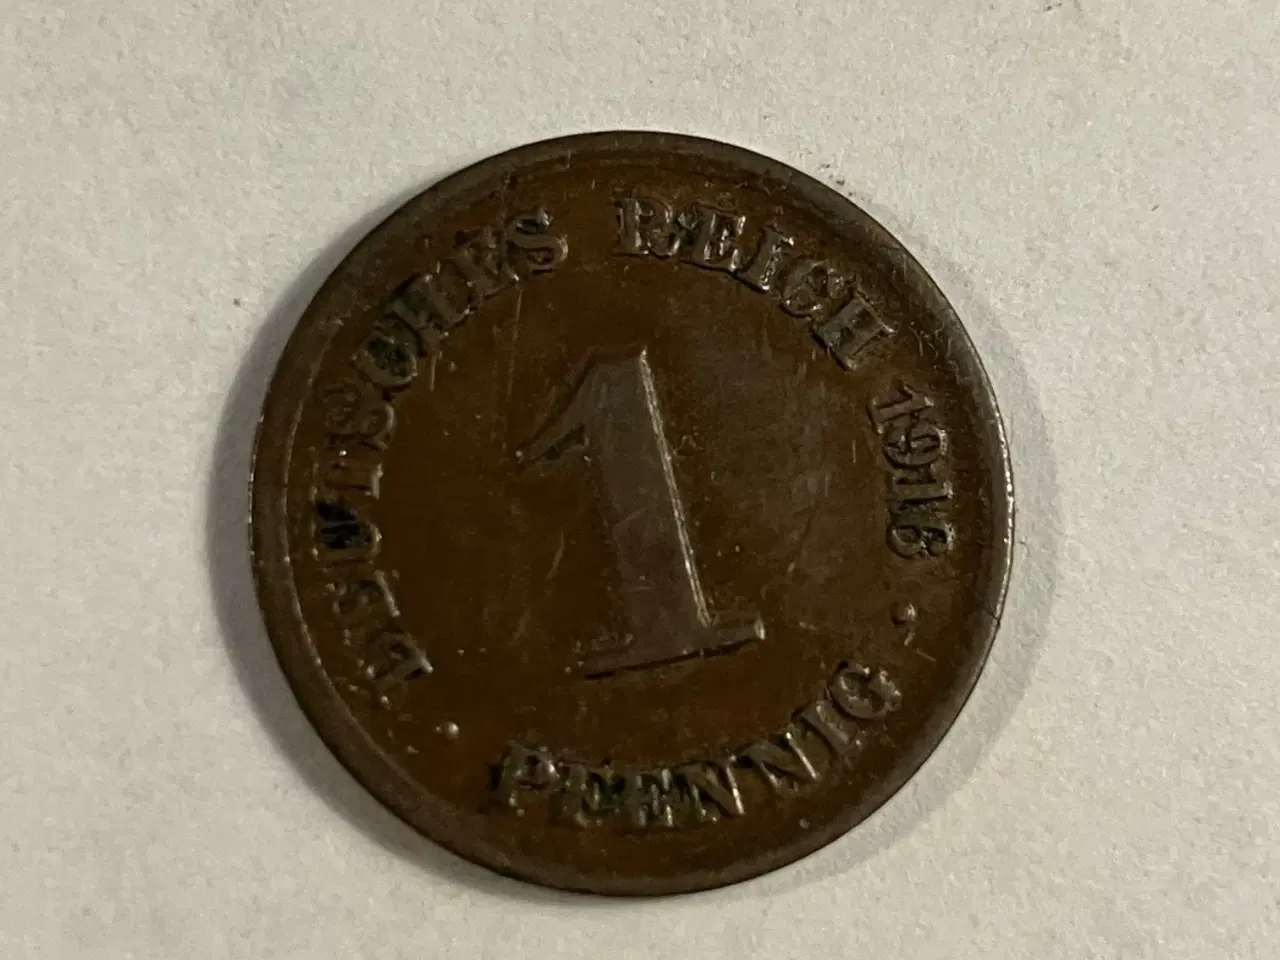 DEUTSCHES REICH 1916
1
PFENNIG